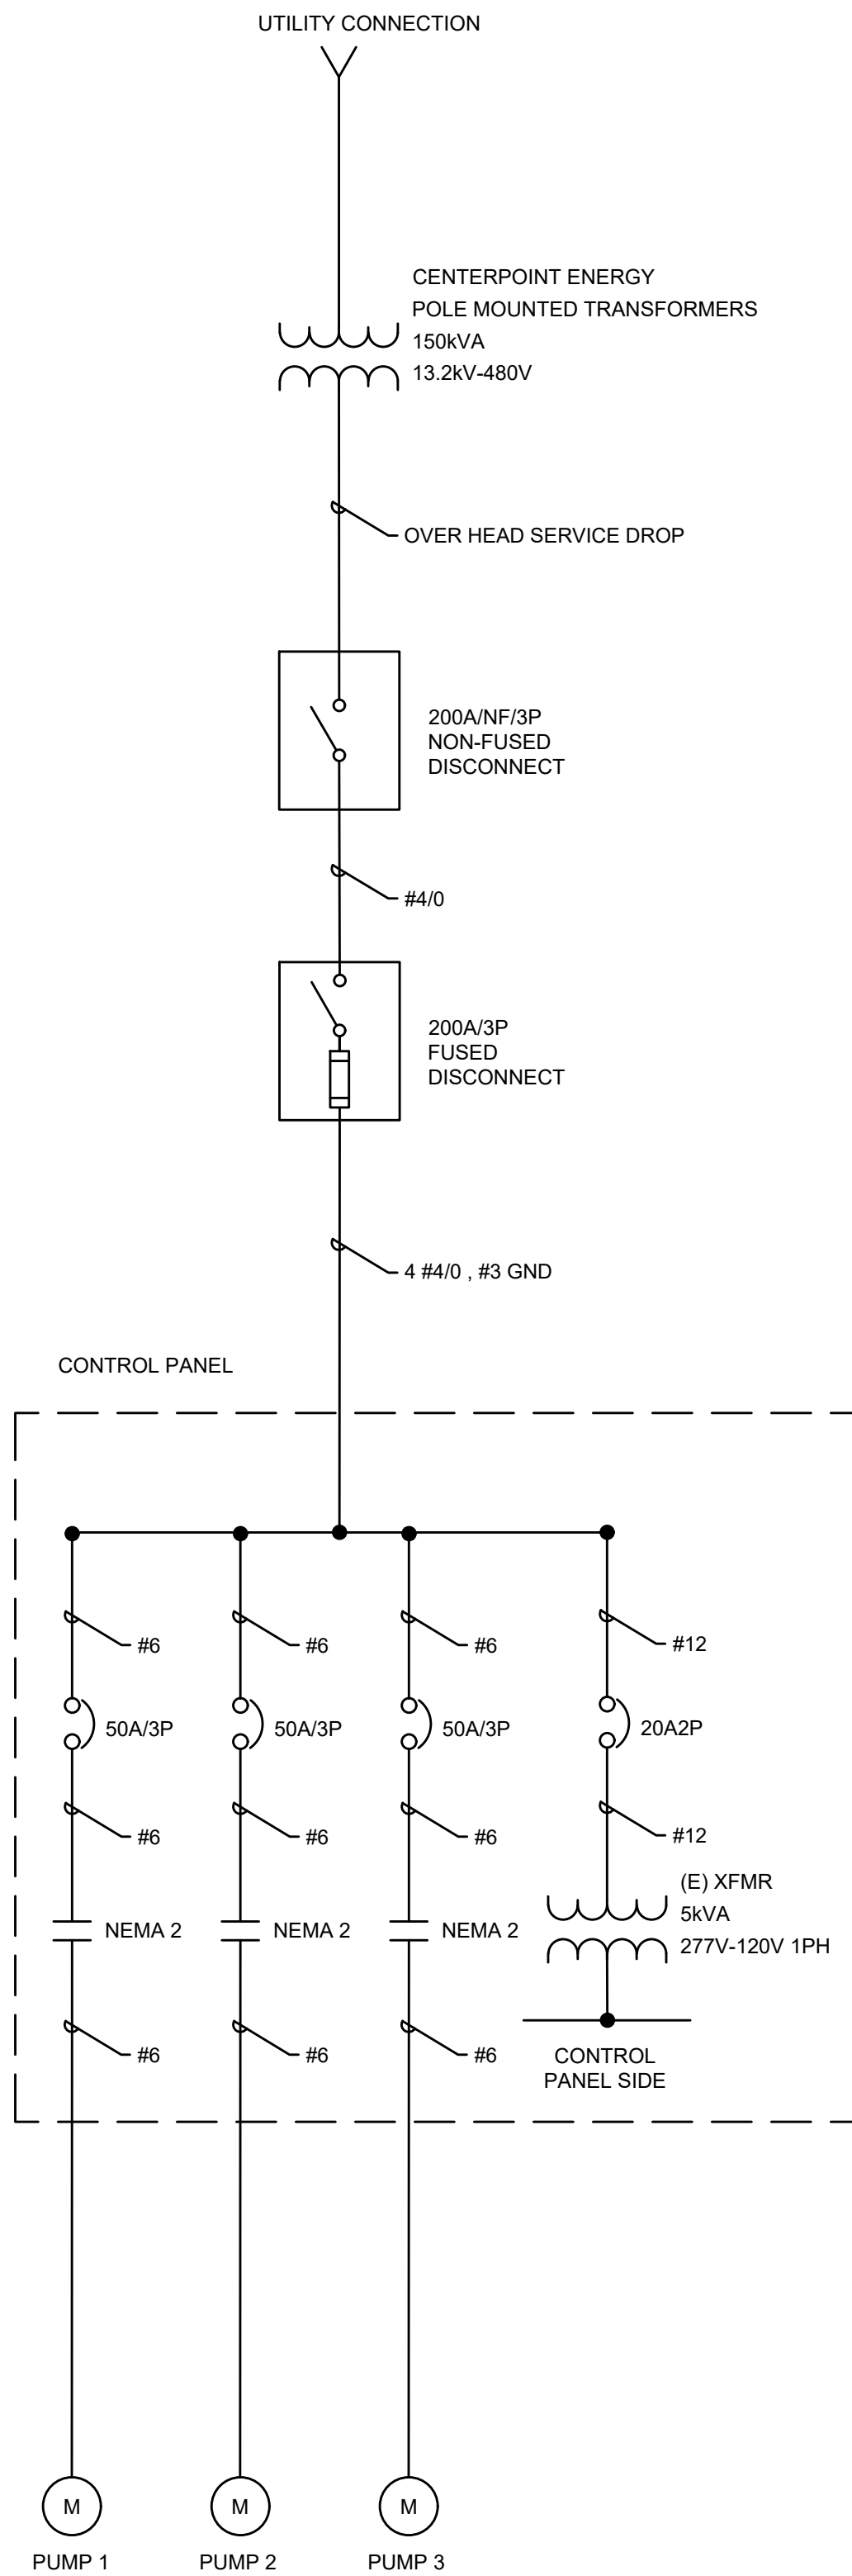 UTILITY CONNECTION
CENTERPOINT ENERGY
POLE MOUNTED TRANSFORMERS
150kVA
13.2kV-480V
OVER HEAD SERVICE DROP
200A/NF/3P
NON-FUSED
DISCONNECT
#4/0
200A/3P
FUSED
DISCONNECT
4 #4/0 , #3 GND
CONTROL PANEL
#6 #6 #6 #12
50A/3P 50A/3P 50A/3P 20A2P
#6 #6 #6 #12
(E) XFMR
5kVA
277V-120V 1PH
NEMA 2 NEMA 2 NEMA 2
#6 #6 #6
CONTROL
PANEL SIDE
M M M
PUMP 1 PUMP 2 PUMP 3